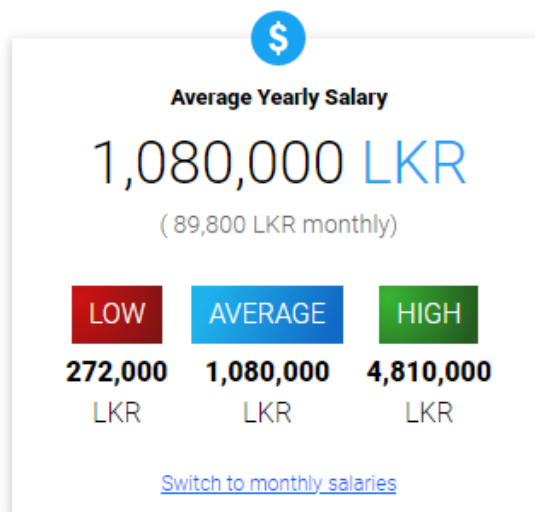 $
Average Yearly Salary
1,080,000 LKR
( 89,800 LKR monthly)
LOW AVERAGE HIGH
272,000 1,080,000 4,810,000
LKR LKR LKR
Switch to monthly salaries